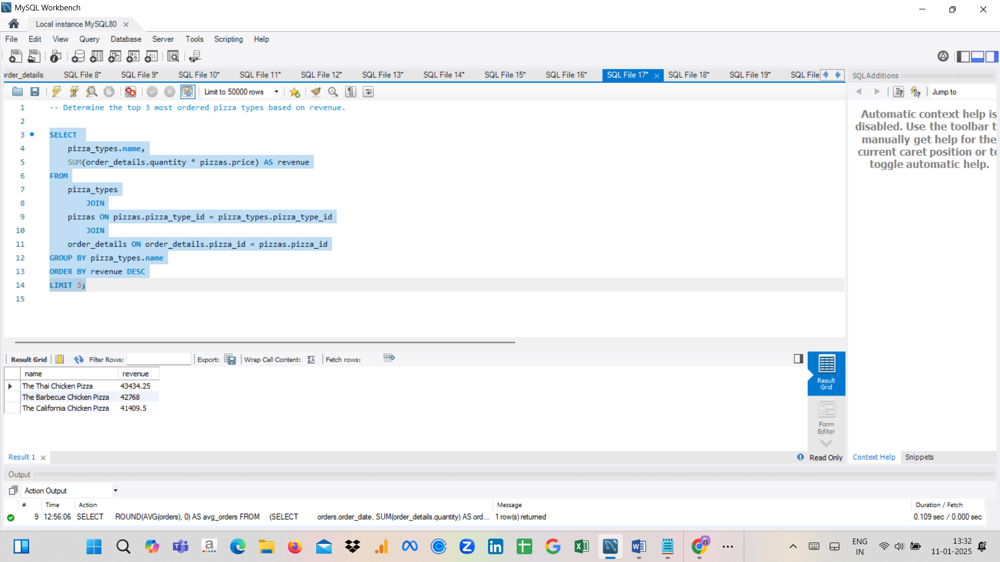 MySQL Workbench
Local instance MySQL80
File Edit View Query Database Server Tools Scripting Help
order_details SQL File 8* SQL File 9* SQL File 10* SQL File 11* SQL File 12* SQL File 13* SQL File 14* SQL File 15* SQL File 16* SQL File 17* SQL File 18* SQL File 19* SQL File
Limit to 50000 rows
1 -- Determine the top 3 most ordered pizza types based on revenue.
2
3 SELECT
4 pizza_types.name,
5 SUM(order_details.quantity * pizzas.price) AS revenue
6 FROM
7 pizza_types
8 JOIN
9 pizzas ON pizzas.pizza_type_id = pizza_types.pizza_type_id
10 JOIN
11 order_details ON order_details.pizza_id = pizzas.pizza_id
12 GROUP BY pizza_types.name
13 ORDER BY revenue DESC
14 LIMIT 3;
15
SQLAdditions
Jump to
Automatic context help is
disabled. Use the toolbar t
manually get help for the
current caret position or to
toggle automatic help.
Result Grid Filter Rows: Export: Wrap Cell Content: Fetch rows:
name revenue
The Thai Chicken Pizza 43434.25
The Barbecue Chicken Pizza 42768
The California Chicken Pizza 41409.5
Result
Grid
Form
Editor
Result 1
Read Only
Context Help Snippets
Output
Action Output
# Time Action Message Duration / Fetch
9 12:56:06 SELECT ROUND(AVG(orders), 0) AS avg_orders FROM (SELECT orders.order_date, SUM(order_details.quantity) AS ord... 1 row(s) returned 0.109 sec / 0.000 sec
ENG
IN
13:32
11-01-2025